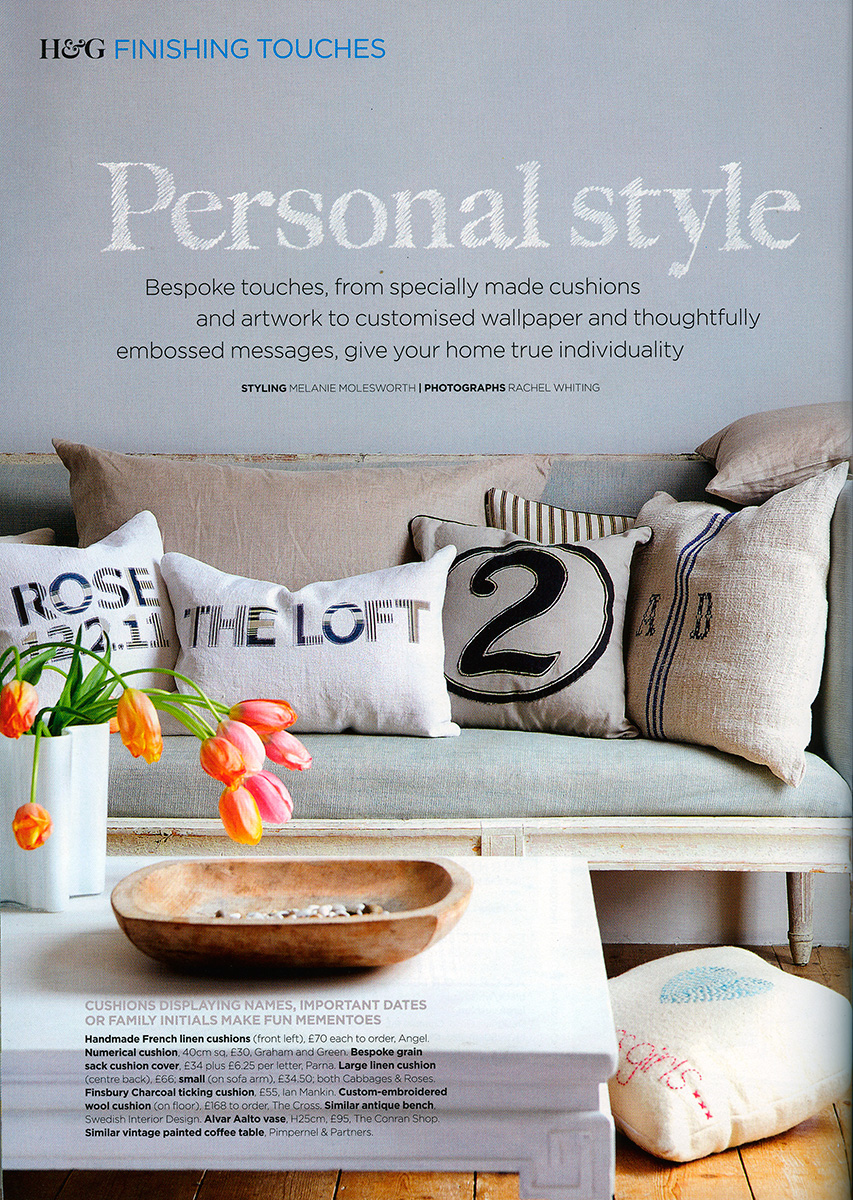 H&G FINISHING TOUCHES
Personal style
Bespoke touches, from specially made cushions
and artwork to customised wallpaper and thoughtfully
embossed messages, give your home true individuality
STYLING MELANIE MOLESWORTH | PHOTOGRAPHS RACHEL WHITING
ROSE
1.2.2.11
THE LOFT
2
A B
girls...
CUSHIONS DISPLAYING NAMES, IMPORTANT DATES
OR FAMILY INITIALS MAKE FUN MEMENTOES
Handmade French linen cushions (front left), £70 each to order, Angel.
Numerical cushion, 40cm sq, £30, Graham and Green. Bespoke grain
sack cushion cover, £34 plus £6.25 per letter, Parna. Large linen cushion
(centre back), £66; small (on sofa arm), £34.50; both Cabbages & Roses.
Finsbury Charcoal ticking cushion, £55, Ian Mankin. Custom-embroidered
wool cushion (on floor), £168 to order, The Cross. Similar antique bench,
Swedish Interior Design. Alvar Aalto vase, H25cm, £95, The Conran Shop.
Similar vintage painted coffee table, Pimpernel & Partners.